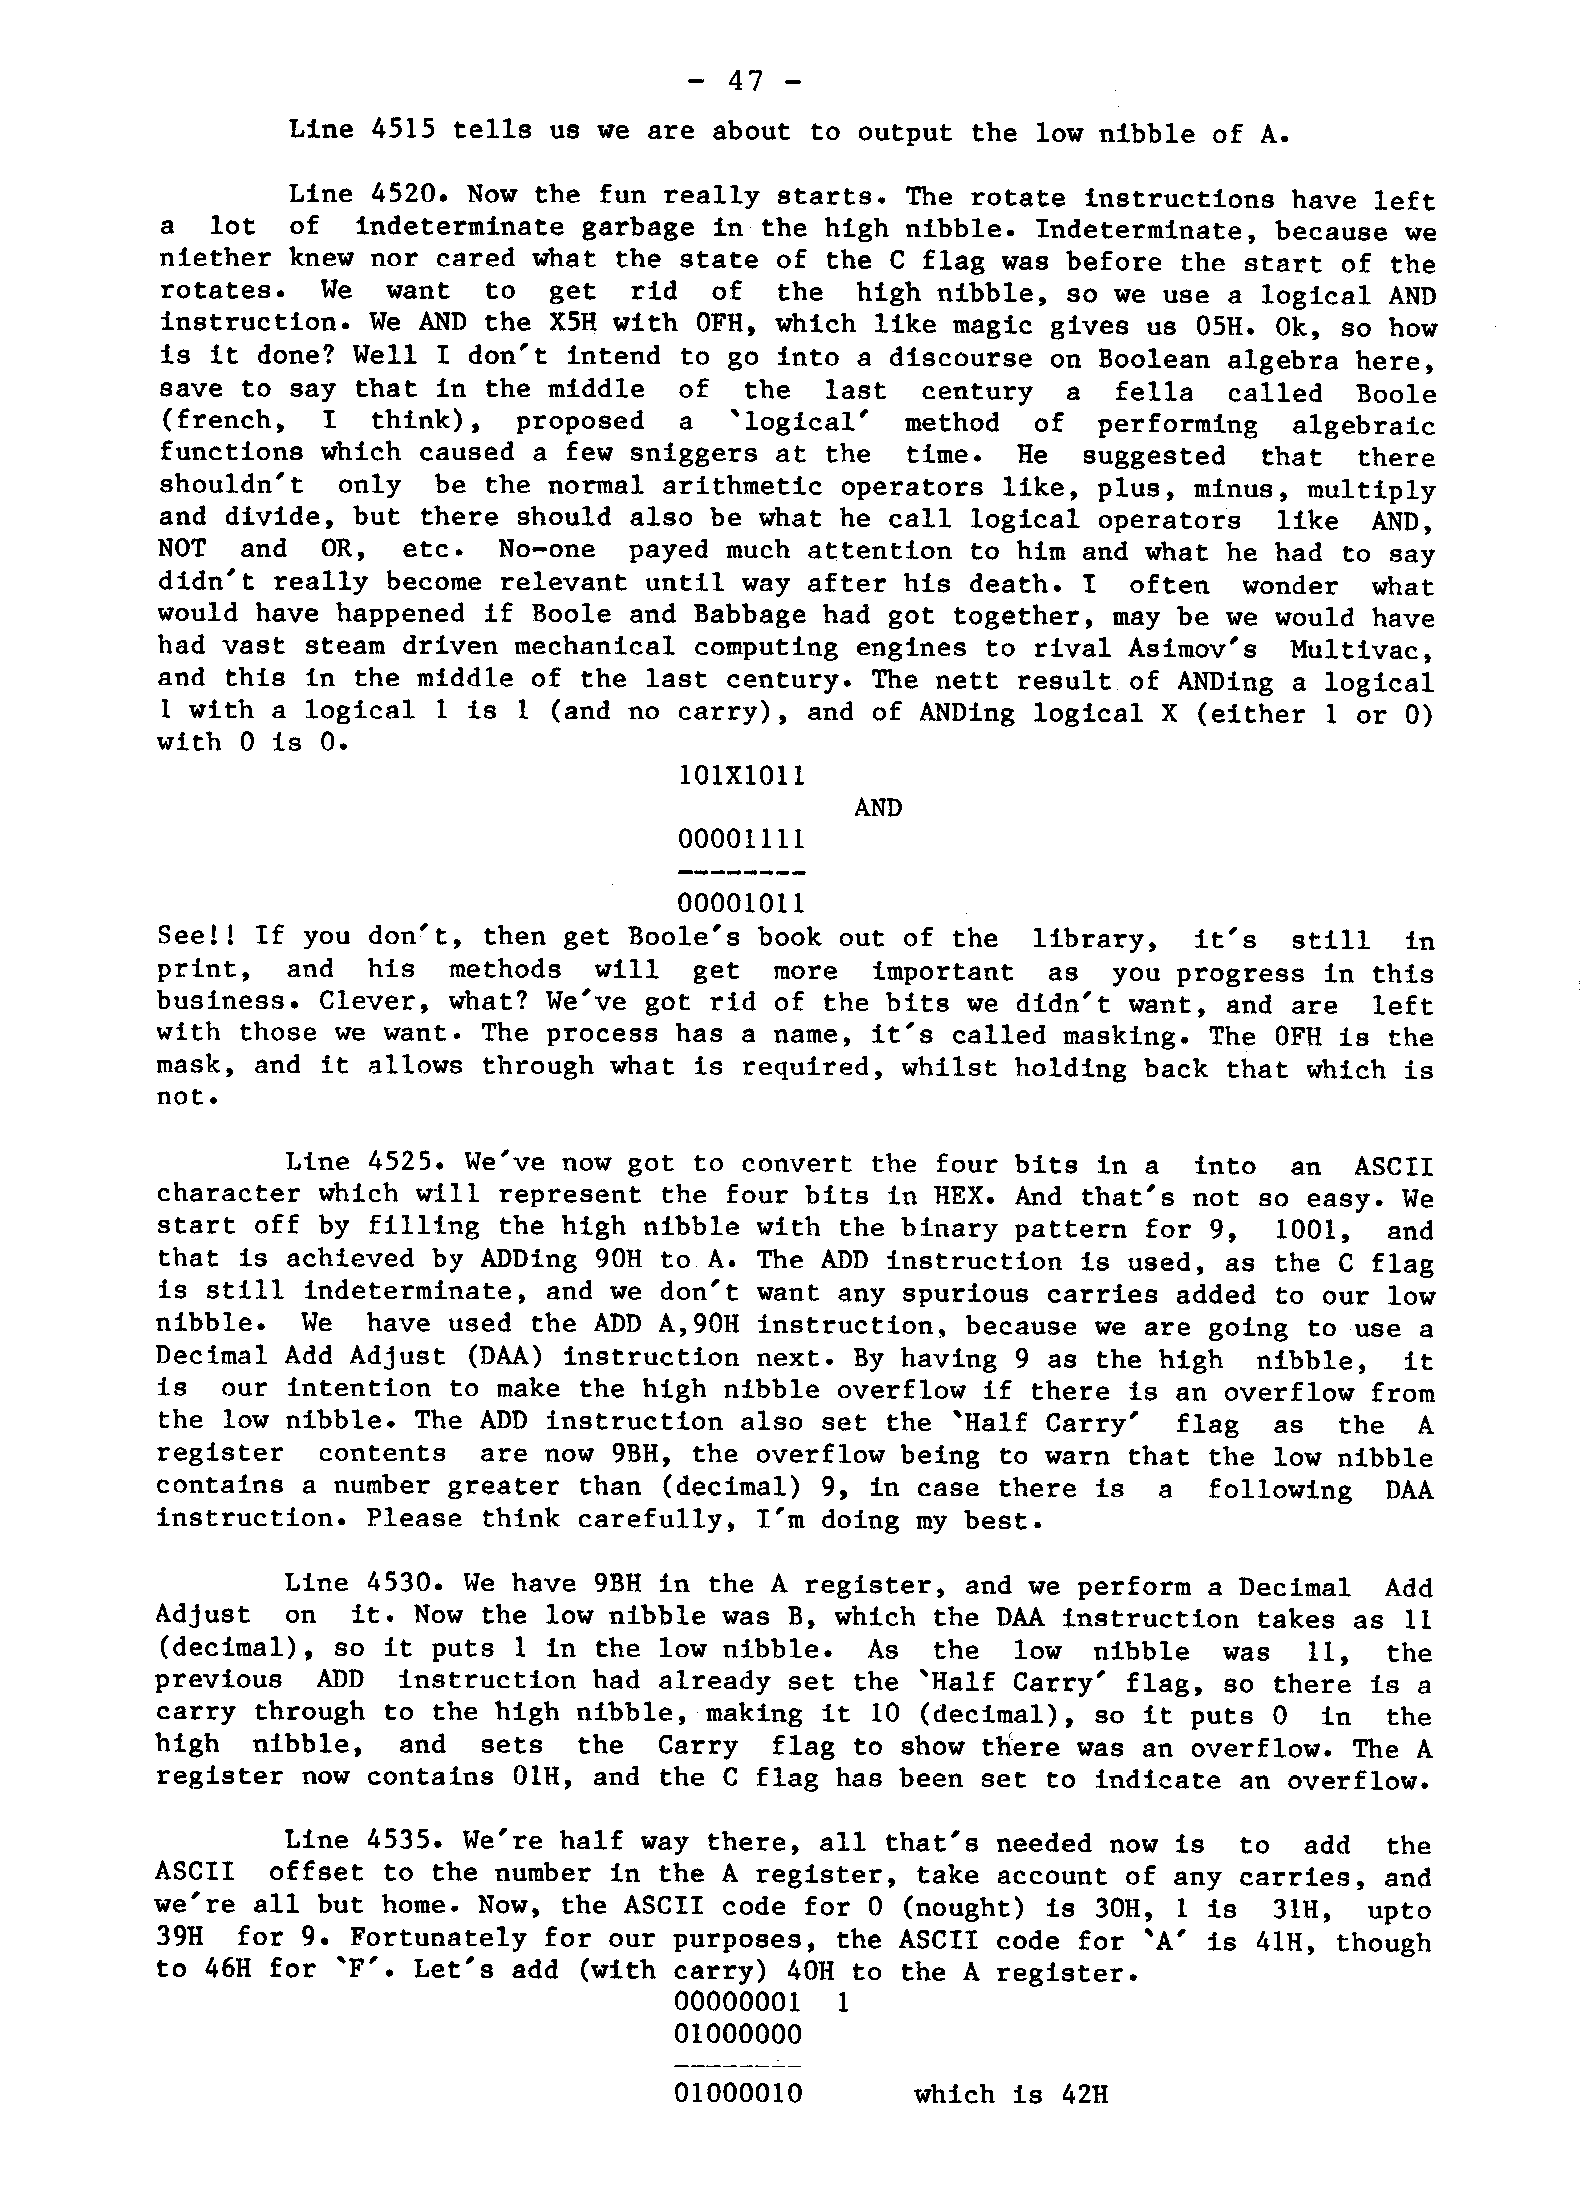 - 47 -
Line 4515 tells us we are about to output the low nibble of A.
Line 4520. Now the fun really starts. The rotate instructions have left
a lot of indeterminate garbage in the high nibble. Indeterminate, because we
niether knew nor cared what the state of the C flag was before the start of the
rotates. We want to get rid of the high nibble, so we use a logical AND
instruction. We AND the X5H with 0FH, which like magic gives us 05H. Ok, so how
is it done? Well I don't intend to go into a discourse on Boolean algebra here,
save to say that in the middle of the last century a fella called Boole
(french, I think), proposed a `logical' method of performing algebraic
functions which caused a few sniggers at the time. He suggested that there
shouldn't only be the normal arithmetic operators like, plus, minus, multiply
and divide, but there should also be what he call logical operators like AND,
NOT and OR, etc. No-one payed much attention to him and what he had to say
didn't really become relevant until way after his death. I often wonder what
would have happened if Boole and Babbage had got together, may be we would have
had vast steam driven mechanical computing engines to rival Asimov's Multivac,
and this in the middle of the last century. The nett result of ANDing a logical
1 with a logical 1 is 1 (and no carry), and of ANDing logical X (either 1 or 0)
with 0 is 0.
101X1011
AND
00001111
--------
00001011
See!! If you don't, then get Boole's book out of the library, it's still in
print, and his methods will get more important as you progress in this
business. Clever, what? We've got rid of the bits we didn't want, and are left
with those we want. The process has a name, it's called masking. The 0FH is the
mask, and it allows through what is required, whilst holding back that which is
not.
Line 4525. We've now got to convert the four bits in a into an ASCII
character which will represent the four bits in HEX. And that's not so easy. We
start off by filling the high nibble with the binary pattern for 9, 1001, and
that is achieved by ADDing 90H to A. The ADD instruction is used, as the C flag
is still indeterminate, and we don't want any spurious carries added to our low
nibble. We have used the ADD A,90H instruction, because we are going to use a
Decimal Add Adjust (DAA) instruction next. By having 9 as the high nibble, it
is our intention to make the high nibble overflow if there is an overflow from
the low nibble. The ADD instruction also set the `Half Carry' flag as the A
register contents are now 9BH, the overflow being to warn that the low nibble
contains a number greater than (decimal) 9, in case there is a following DAA
instruction. Please think carefully, I'm doing my best.
Line 4530. We have 9BH in the A register, and we perform a Decimal Add
Adjust on it. Now the low nibble was B, which the DAA instruction takes as 11
(decimal), so it puts 1 in the low nibble. As the low nibble was 11, the
previous ADD instruction had already set the `Half Carry' flag, so there is a
carry through to the high nibble, making it 10 (decimal), so it puts 0 in the
high nibble, and sets the Carry flag to show there was an overflow. The A
register now contains 01H, and the C flag has been set to indicate an overflow.
Line 4535. We're half way there, all that's needed now is to add the
ASCII offset to the number in the A register, take account of any carries, and
we're all but home. Now, the ASCII code for 0 (nought) is 30H, 1 is 31H, upto
39H for 9. Fortunately for our purposes, the ASCII code for `A' is 41H, though
to 46H for `F'. Let's add (with carry) 40H to the A register.
00000001 1
01000000
--------
01000010 which is 42H